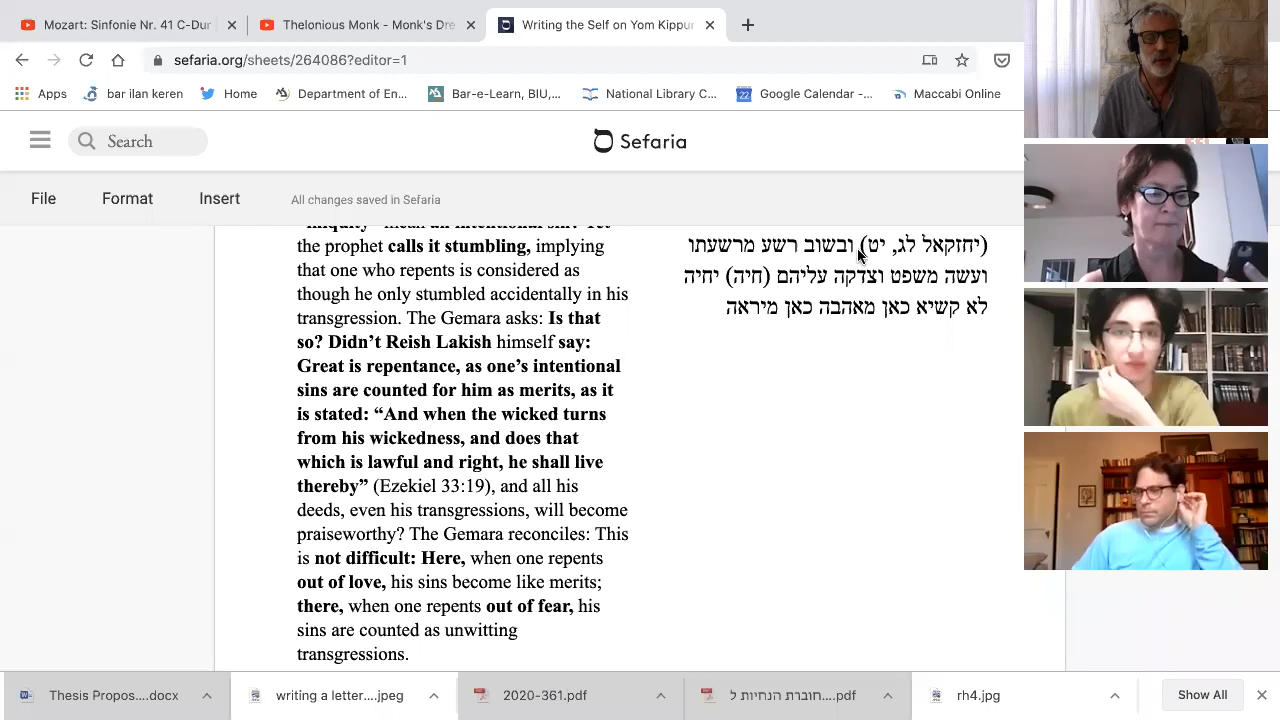 Mozart: Sinfonie Nr. 41 C-Dur
Thelonious Monk - Monk's Dre
Writing the Self on Yom Kippur
sefaria.org/sheets/264086?editor=1
Apps
bar ilan keren
Home
Department of En...
Bar-e-Learn, BIU,...
National Library C...
Google Calendar -...
Maccabi Online
Search
Sefaria
File
Format
Insert
All changes saved in Sefaria
the prophet calls it stumbling, implying
that one who repents is considered as
though he only stumbled accidentally in his
transgression. The Gemara asks: Is that
so? Didn’t Reish Lakish himself say:
Great is repentance, as one’s intentional
sins are counted for him as merits, as it
is stated: “And when the wicked turns
from his wickedness, and does that
which is lawful and right, he shall live
thereby” (Ezekiel 33:19), and all his
deeds, even his transgressions, will become
praiseworthy? The Gemara reconciles: This
is not difficult: Here, when one repents
out of love, his sins become like merits;
there, when one repents out of fear, his
sins are counted as unwitting
transgressions.
(יחזקאל לג, יט) ובשוב רשע מרשעתו
ועשה משפט וצדקה עליהם (חיה) יחיה
לא קשיא כאן מאהבה כאן מיראה
Thesis Propos....docx
writing a letter....jpeg
2020-361.pdf
חוברת הנחיות ל....pdf
rh4.jpg
Show All